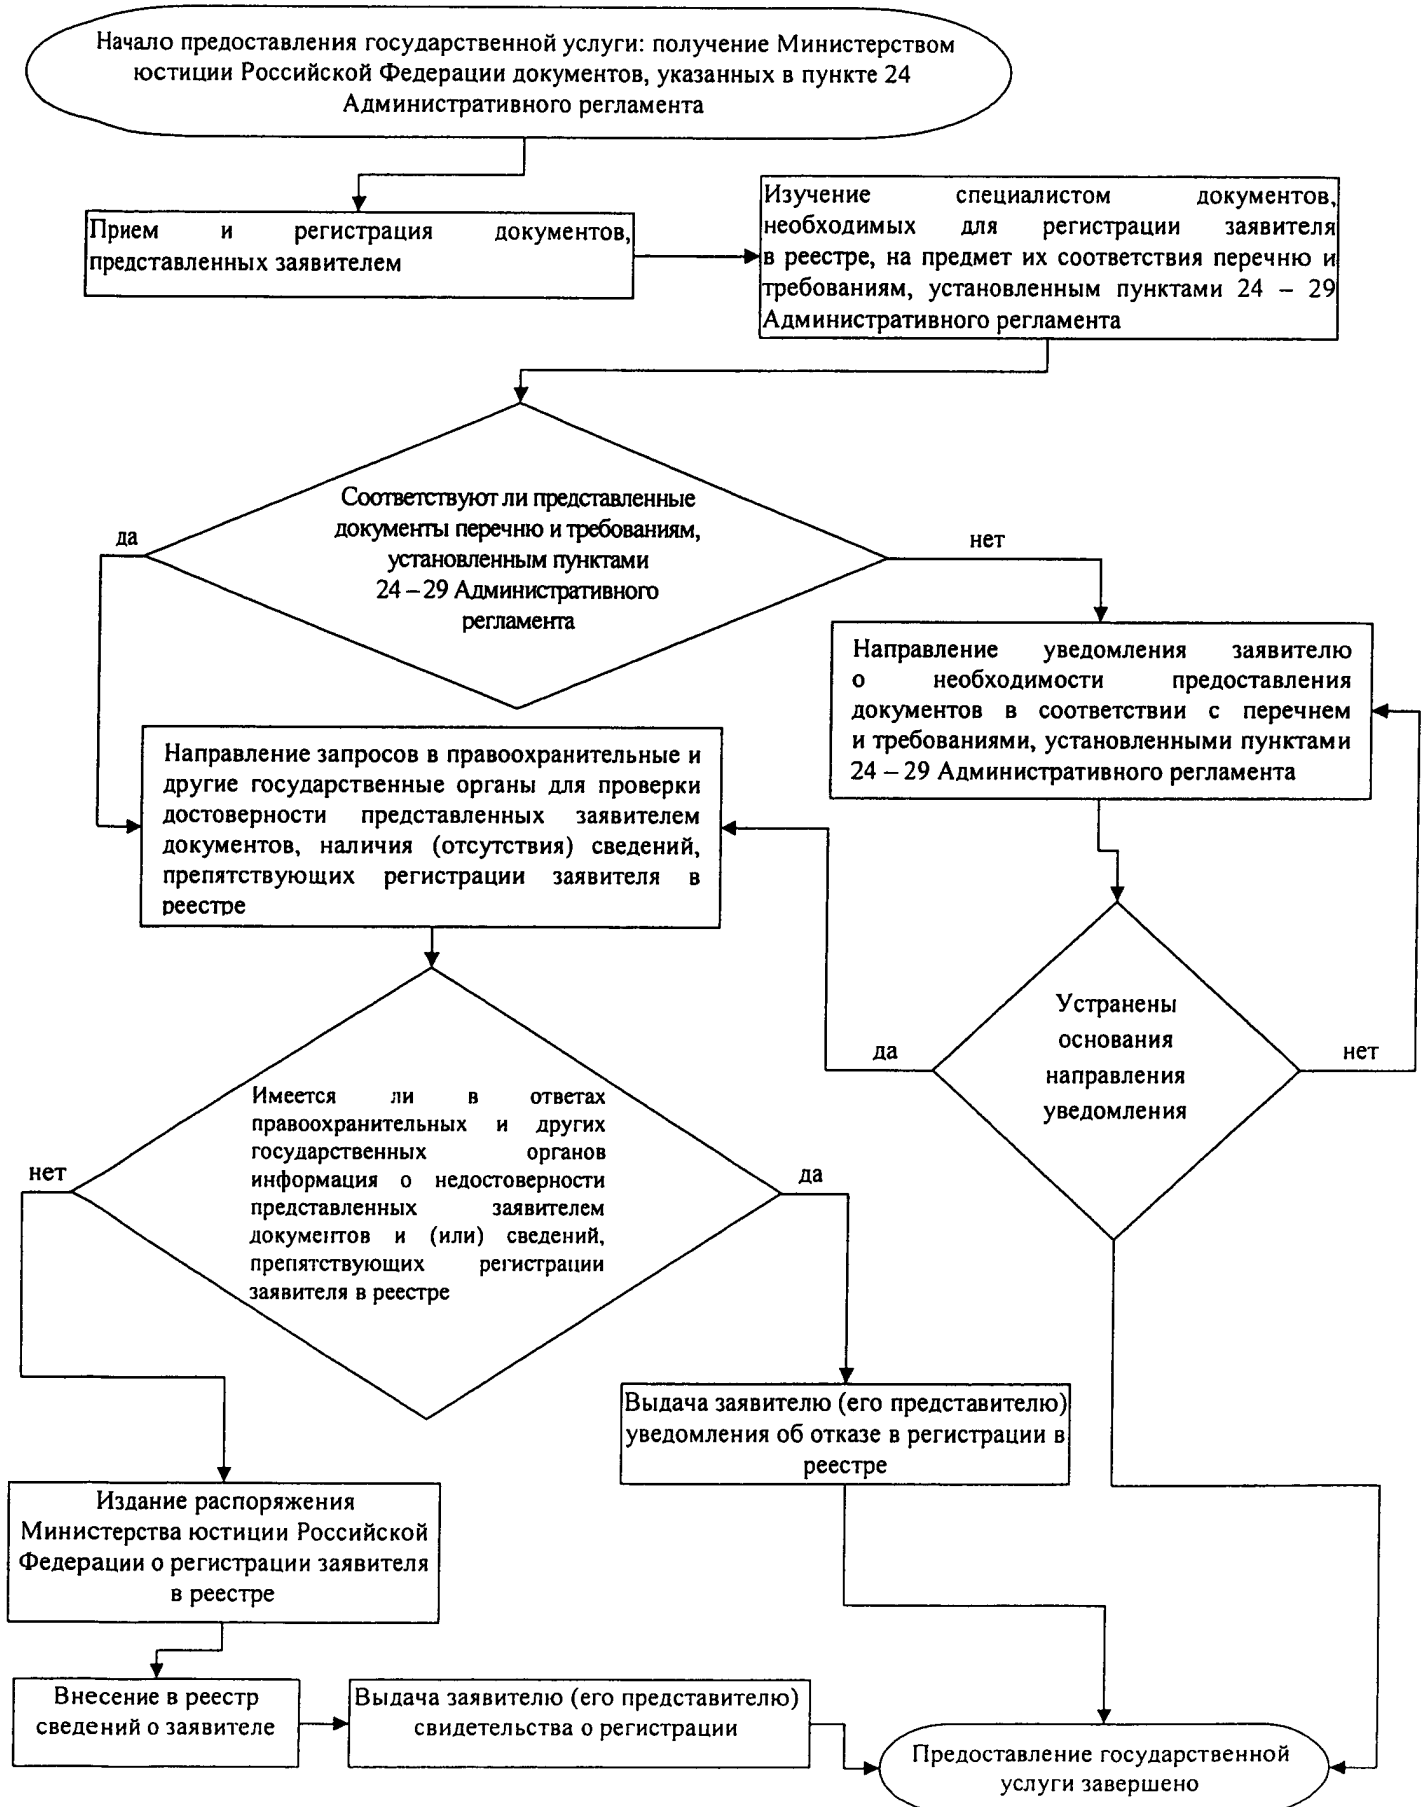 Начало предоставления государственной услуги: получение Министерством
юстиции Российской Федерации документов, указанных в пункте 24
Административного регламента
Прием и регистрация документов,
представленных заявителем
Изучение специалистом документов,
необходимых для регистрации заявителя
в реестре, на предмет их соответствия перечню и
требованиям, установленным пунктами 24 – 29
Административного регламента
Соответствуют ли представленные
документы перечню и требованиям,
установленным пунктами
24 – 29 Административного
регламента
да
нет
Направление уведомления заявителю
о необходимости предоставления
документов в соответствии с перечнем
и требованиями, установленными пунктами
24 – 29 Административного регламента
Направление запросов в правоохранительные и
другие государственные органы для проверки
достоверности представленных заявителем
документов, наличия (отсутствия) сведений,
препятствующих регистрации заявителя в
реестре
Устранены
основания
направления
уведомления
да
нет
Имеется ли в ответах
правоохранительных и других
государственных органов
информация о недостоверности
представленных заявителем
документов и (или) сведений,
препятствующих регистрации
заявителя в реестре
нет
да
Выдача заявителю (его представителю)
уведомления об отказе в регистрации в
реестре
Издание распоряжения
Министерства юстиции Российской
Федерации о регистрации заявителя
в реестре
Внесение в реестр
сведений о заявителе
Выдача заявителю (его представителю)
свидетельства о регистрации
Предоставление государственной
услуги завершено